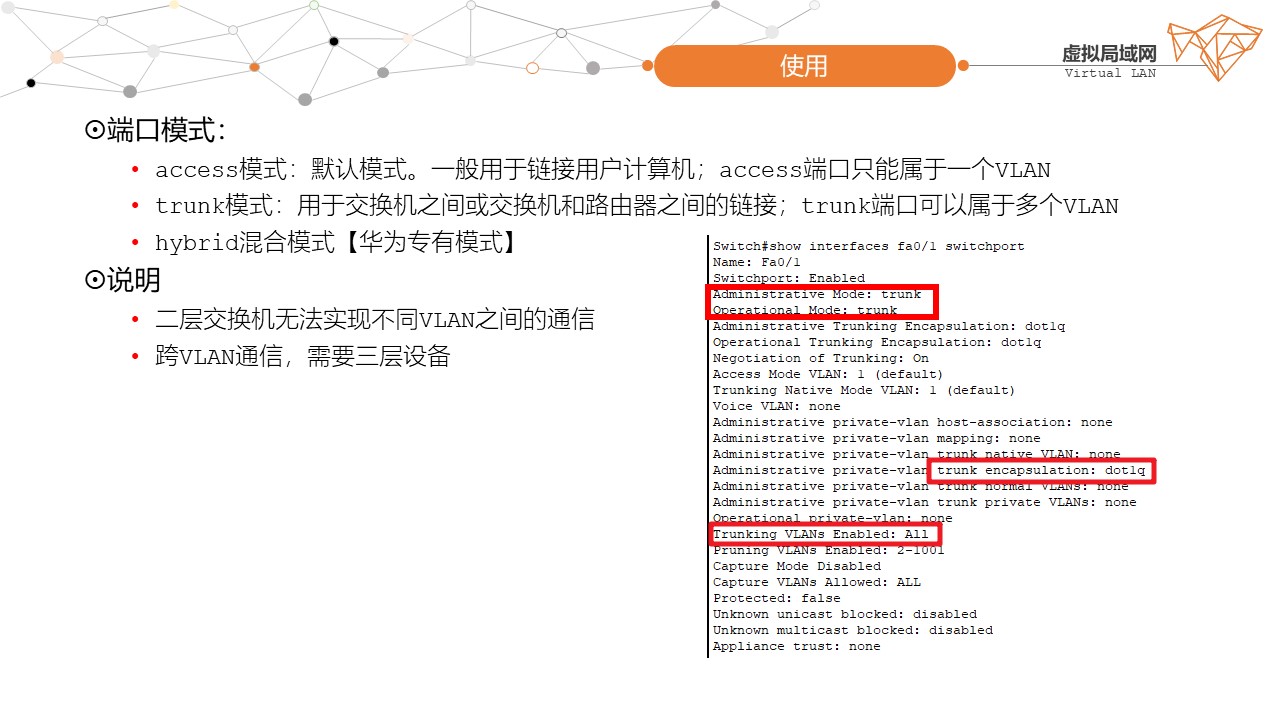 使用
虚拟局域网
Virtual LAN
⊙端口模式：
• access模式：默认模式。一般用于链接用户计算机；access端口只能属于一个VLAN
• trunk模式：用于交换机之间或交换机和路由器之间的链接；trunk端口可以属于多个VLAN
• hybrid混合模式【华为专有模式】
⊙说明
• 二层交换机无法实现不同VLAN之间的通信
• 跨VLAN通信，需要三层设备
Switch#show interfaces fa0/1 switchport
Name: Fa0/1
Switchport: Enabled
Administrative Mode: trunk
Operational Mode: trunk
Administrative Trunking Encapsulation: dot1q
Operational Trunking Encapsulation: dot1q
Negotiation of Trunking: On
Access Mode VLAN: 1 (default)
Trunking Native Mode VLAN: 1 (default)
Voice VLAN: none
Administrative private-vlan host-association: none
Administrative private-vlan mapping: none
Administrative private-vlan trunk native VLAN: none
Administrative private-vlan trunk encapsulation: dot1q
Administrative private-vlan trunk normal VLANs: none
Administrative private-vlan trunk private VLANs: none
Operational private-vlan: none
Trunking VLANs Enabled: All
Pruning VLANs Enabled: 2-1001
Capture Mode Disabled
Capture VLANs Allowed: ALL
Protected: false
Unknown unicast blocked: disabled
Unknown multicast blocked: disabled
Appliance trust: none